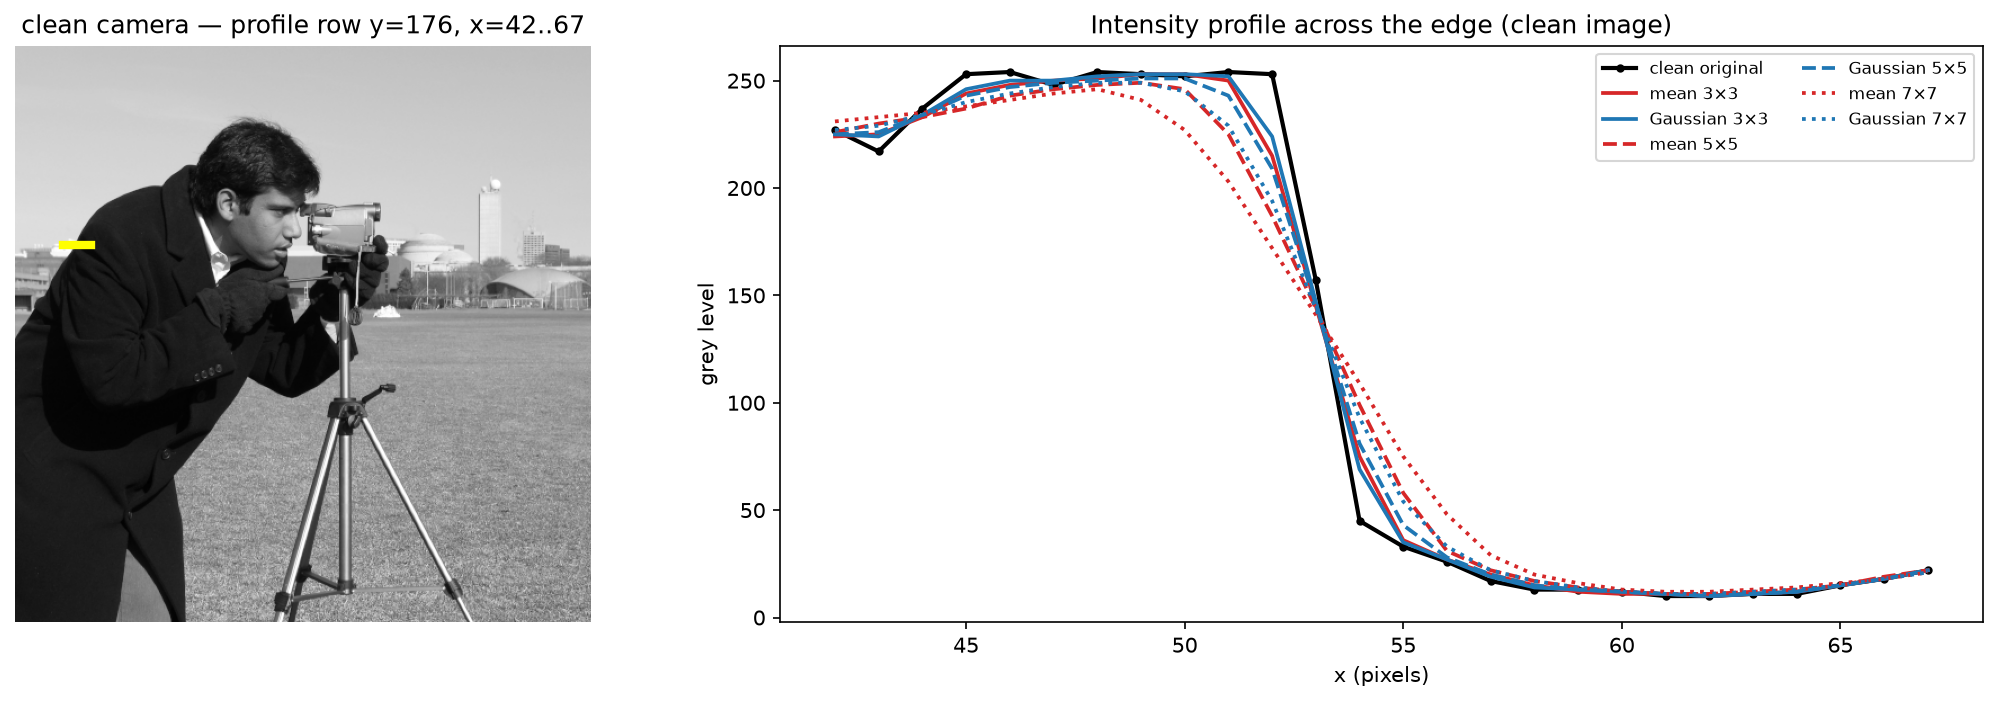 clean camera — profile row y=176, x=42..67
Intensity profile across the edge (clean image)
clean original
mean 3×3
Gaussian 3×3
mean 5×5
Gaussian 5×5
mean 7×7
Gaussian 7×7
grey level
250
200
150
100
50
0
45
50
55
60
65
x (pixels)